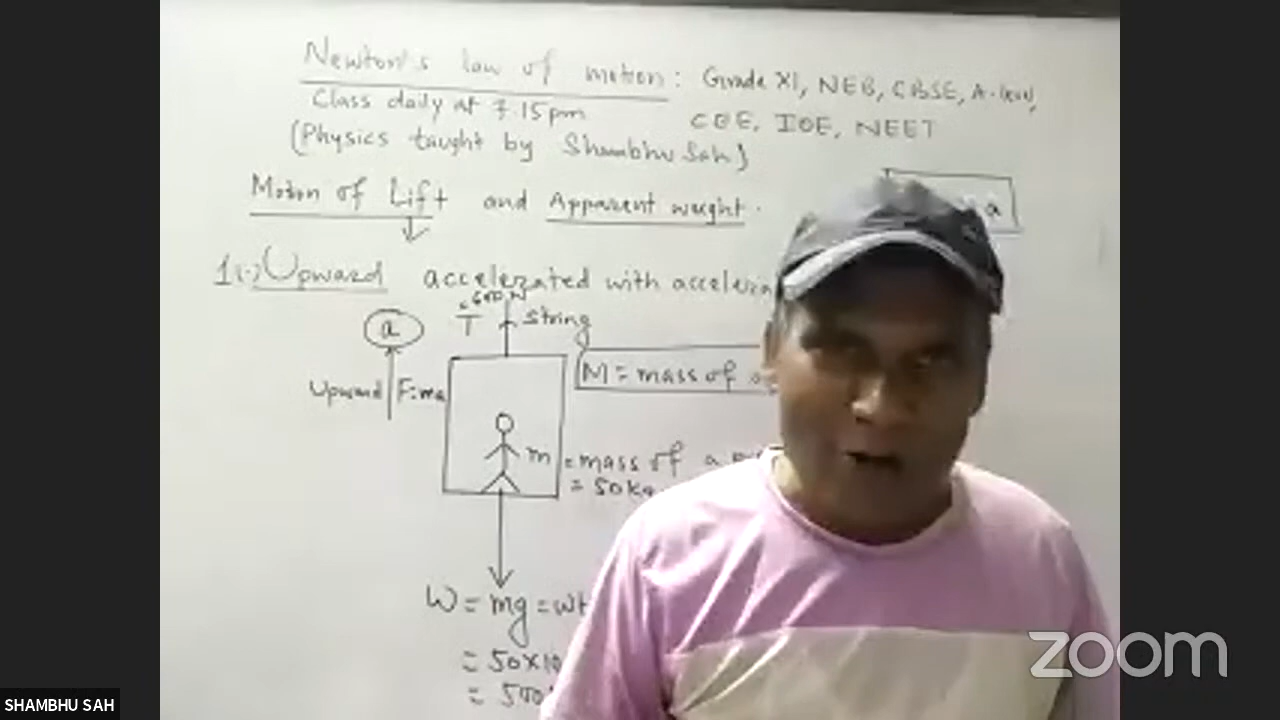 Newton's law of motion : Grade XI, NEB, CBSE, A-level,
Class daily at 7.15pm CEE, IOE, NEET
(Physics taught by Shambhu Sah)
Motion of Lift and Apparent weight.
a
1(.) Upward accelerated with
a
T = 600 N
string
Upward F=ma
M = mass of
m = mass of a
= 50kg
W = mg = wt
= 50×10
= 500
zoom
SHAMBHU SAH